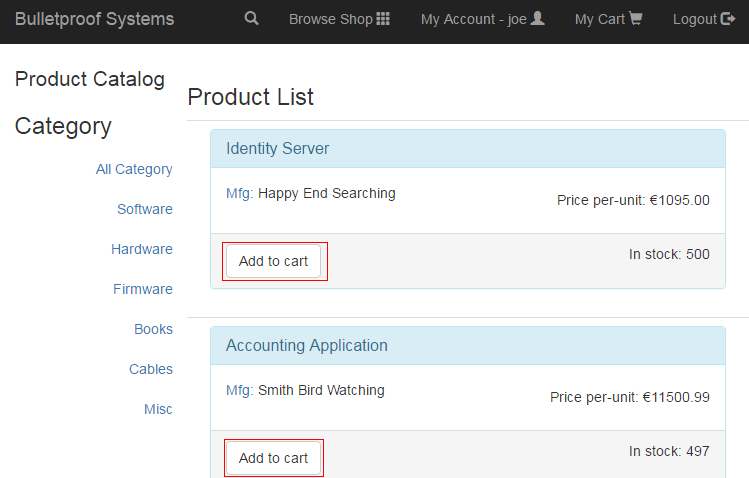 Bulletproof Systems Browse Shop My Account - joe My Cart Logout
Product Catalog
Category
All Category
Software
Hardware
Firmware
Books
Cables
Misc
Product List
Identity Server
Mfg: Happy End Searching
Price per-unit: €1095.00
Add to cart
In stock: 500
Accounting Application
Mfg: Smith Bird Watching
Price per-unit: €11500.99
Add to cart
In stock: 497